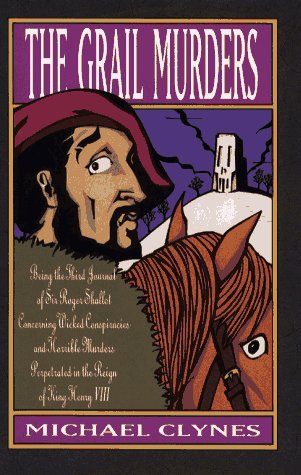 THE GRAIL MURDERS
Being the Third Journal
of Sir Roger Shallot
Concerning Wicked Conspiracies
and Horrible Murders
Perpetrated in the Reign
of King Henry VIII
MICHAEL CLYNES